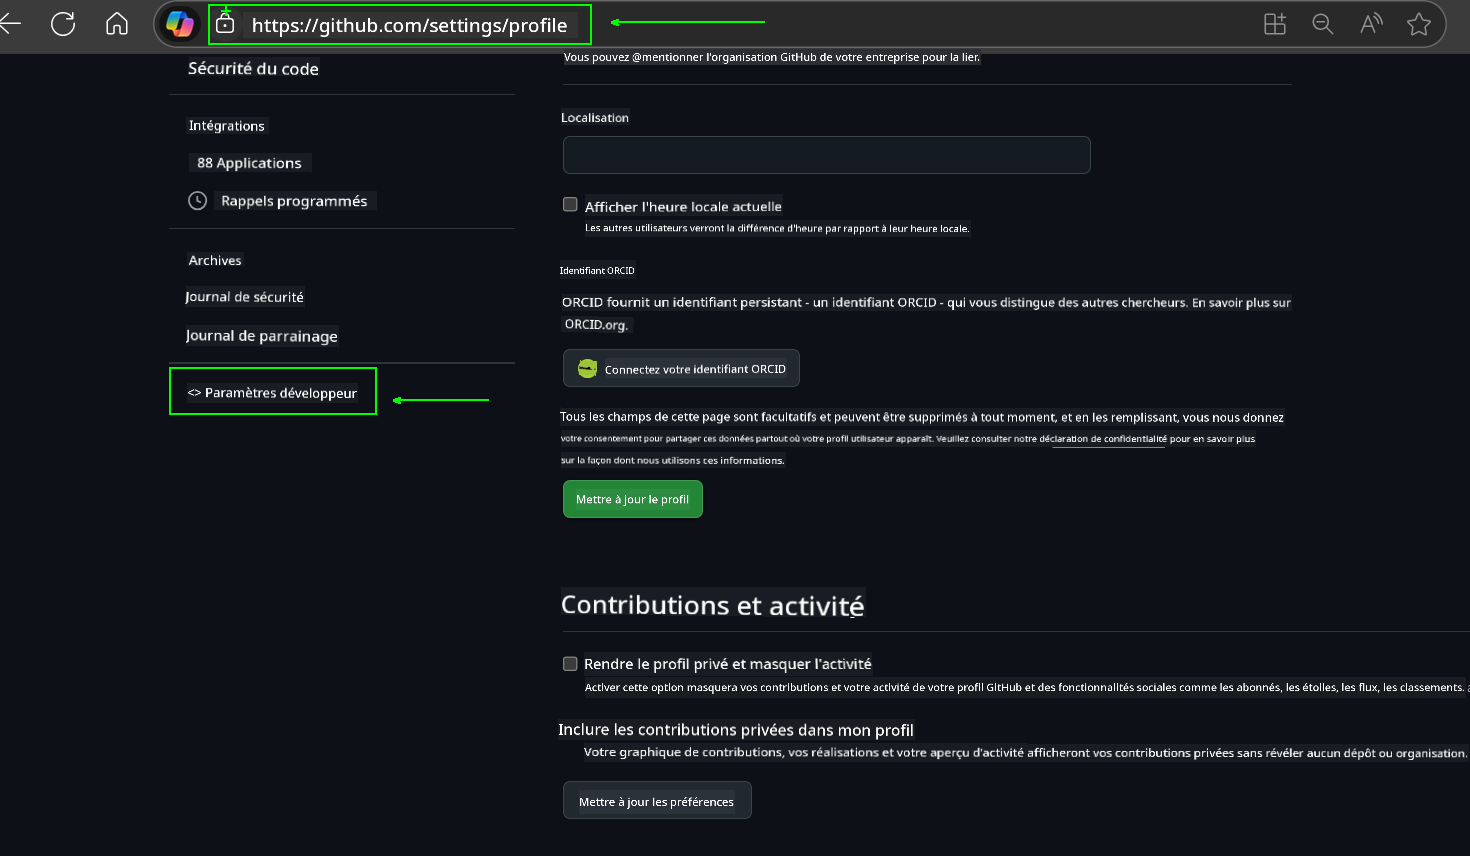 https://github.com/settings/profile
Sécurité du code
Intégrations
88 Applications
Rappels programmés
Archives
Journal de sécurité
Journal de parrainage
<> Paramètres développeur
Vous pouvez @mentionner l'organisation GitHub de votre entreprise pour la lier.
Localisation
Afficher l'heure locale actuelle
Les autres utilisateurs verront la différence d'heure par rapport à leur heure locale.
Identifiant ORCID
ORCID fournit un identifiant persistant - un identifiant ORCID - qui vous distingue des autres chercheurs. En savoir plus sur
ORCID.org.
Connectez votre identifiant ORCID
Tous les champs de cette page sont facultatifs et peuvent être supprimés à tout moment, et en les remplissant, vous nous donnez
votre consentement pour partager ces données partout où votre profil utilisateur apparaît. Veuillez consulter notre déclaration de confidentialité pour en savoir plus
sur la façon dont nous utilisons ces informations.
Mettre à jour le profil
Contributions et activité
Rendre le profil privé et masquer l'activité
Activer cette option masquera vos contributions et votre activité de votre profil GitHub et des fonctionnalités sociales comme les abonnés, les étoiles, les flux, les classements.
Inclure les contributions privées dans mon profil
Votre graphique de contributions, vos réalisations et votre aperçu d'activité afficheront vos contributions privées sans révéler aucun dépôt ou organisation.
Mettre à jour les préférences